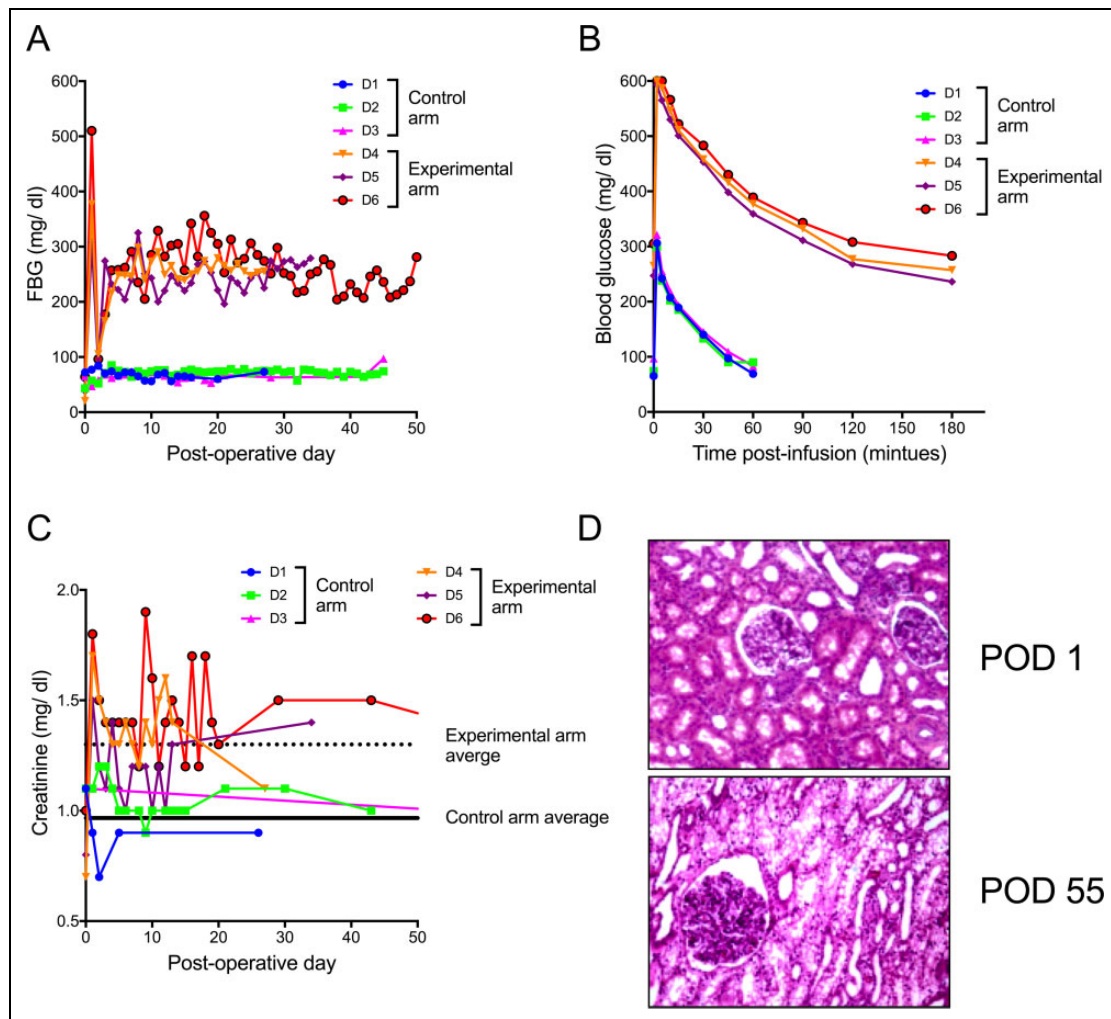 A
600
500
400
300
200
100
0
FBG (mg/ dl)
0 10 20 30 40 50
Post-operative day
D1
D2
D3
Control
arm
D4
D5
D6
Experimental
arm
B
600
500
400
300
200
100
0
Blood glucose (mg/ dl)
0 30 60 90 120 150 180
Time post-infusion (mintues)
D1
D2
D3
Control
arm
D4
D5
D6
Experimental
arm
C
2.0
1.5
1.0
0.5
Creatinine (mg/ dl)
0 10 20 30 40 50
Post-operative day
D1
D2
D3
Control
arm
D4
D5
D6
Experimental
arm
Experimental arm
averge
Control arm average
D
POD 1
POD 55